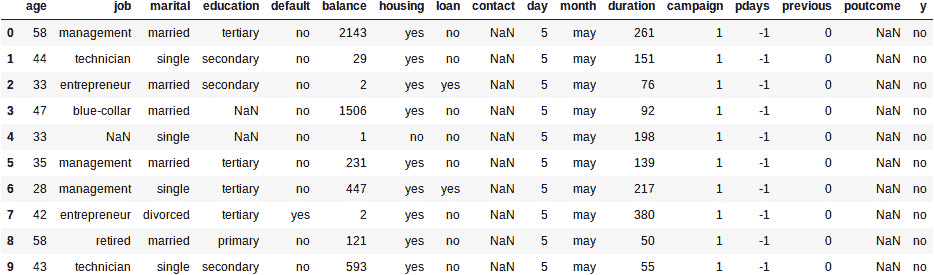 age job marital education default balance housing loan contact day month duration campaign pdays previous poutcome y
0 58 management married tertiary no 2143 yes no NaN 5 may 261 1 -1 0 NaN no
1 44 technician single secondary no 29 yes no NaN 5 may 151 1 -1 0 NaN no
2 33 entrepreneur married secondary no 2 yes yes NaN 5 may 76 1 -1 0 NaN no
3 47 blue-collar married NaN no 1506 yes no NaN 5 may 92 1 -1 0 NaN no
4 33 NaN single NaN no 1 no no NaN 5 may 198 1 -1 0 NaN no
5 35 management married tertiary no 231 yes no NaN 5 may 139 1 -1 0 NaN no
6 28 management single tertiary no 447 yes yes NaN 5 may 217 1 -1 0 NaN no
7 42 entrepreneur divorced tertiary yes 2 yes no NaN 5 may 380 1 -1 0 NaN no
8 58 retired married primary no 121 yes no NaN 5 may 50 1 -1 0 NaN no
9 43 technician single secondary no 593 yes no NaN 5 may 55 1 -1 0 NaN no